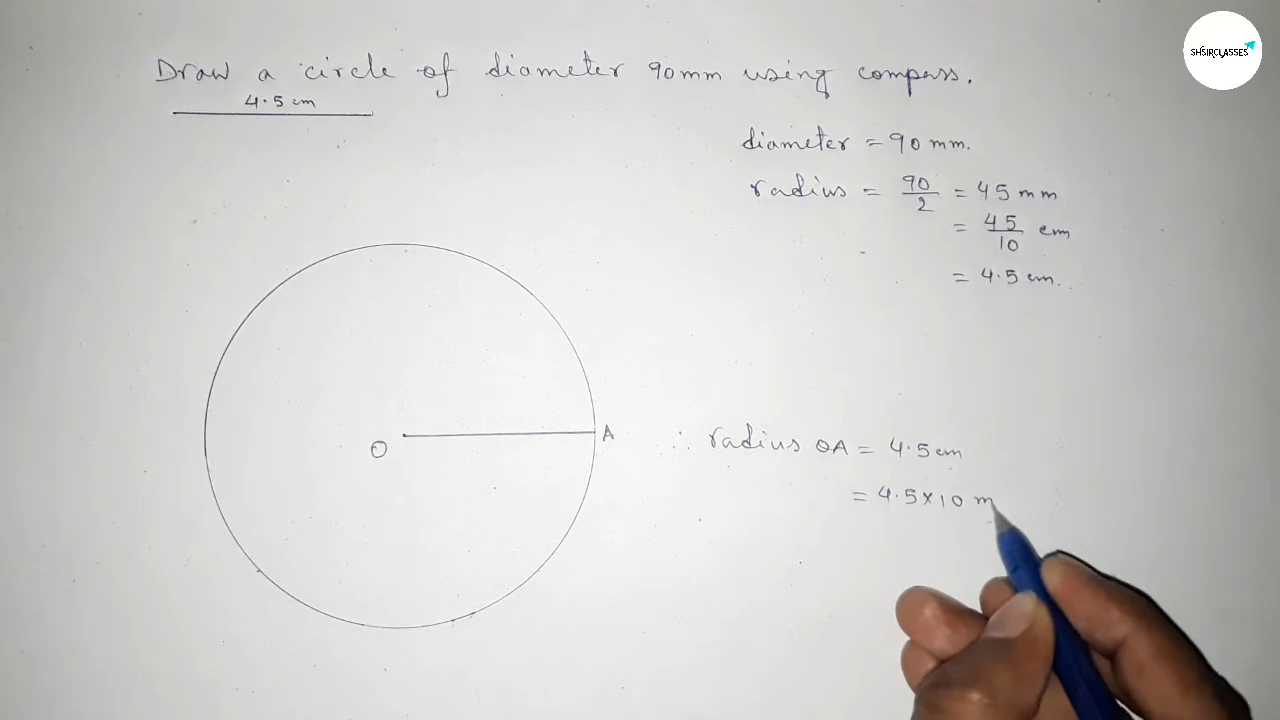 SHSIRCLASSES
Draw a circle of diameter 90mm using compass.
4.5 cm
diameter = 90 mm.
radius = 90/2 = 45 mm
= 45/10 cm
= 4.5 cm.
O
A
∴ radius OA = 4.5 cm
= 4.5×10 m